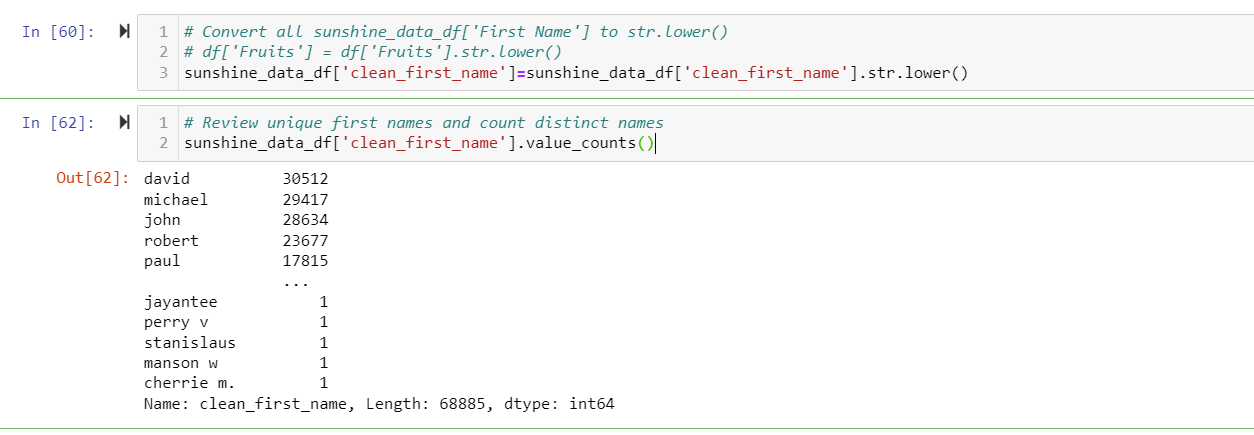 In [60]:
1 # Convert all sunshine_data_df['First Name'] to str.lower()
2 # df['Fruits'] = df['Fruits'].str.lower()
3 sunshine_data_df['clean_first_name']=sunshine_data_df['clean_first_name'].str.lower()
In [62]:
1 # Review unique first names and count distinct names
2 sunshine_data_df['clean_first_name'].value_counts()
Out[62]: david 30512
michael 29417
john 28634
robert 23677
paul 17815
...
jayantee 1
perry v 1
stanislaus 1
manson w 1
cherrie m. 1
Name: clean_first_name, Length: 68885, dtype: int64